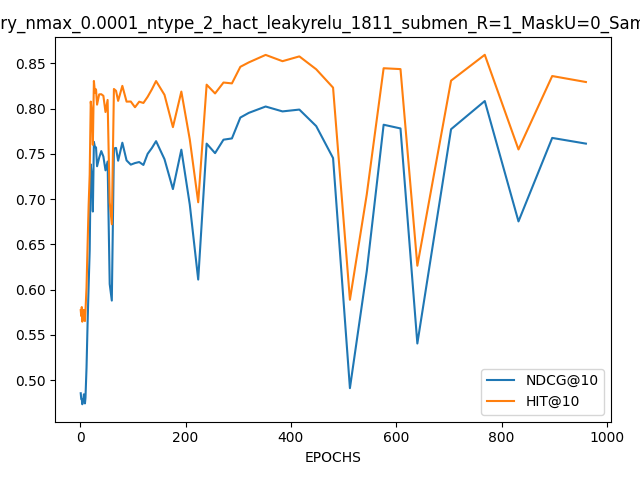 ry_nmax_0.0001_ntype_2_hact_leakyrelu_1811_submen_R=1_MaskU=0_Sam
0.85
0.80
0.75
0.70
0.65
0.60
0.55
0.50
NDCG@10
HIT@10
0 200 400 600 800 1000
EPOCHS